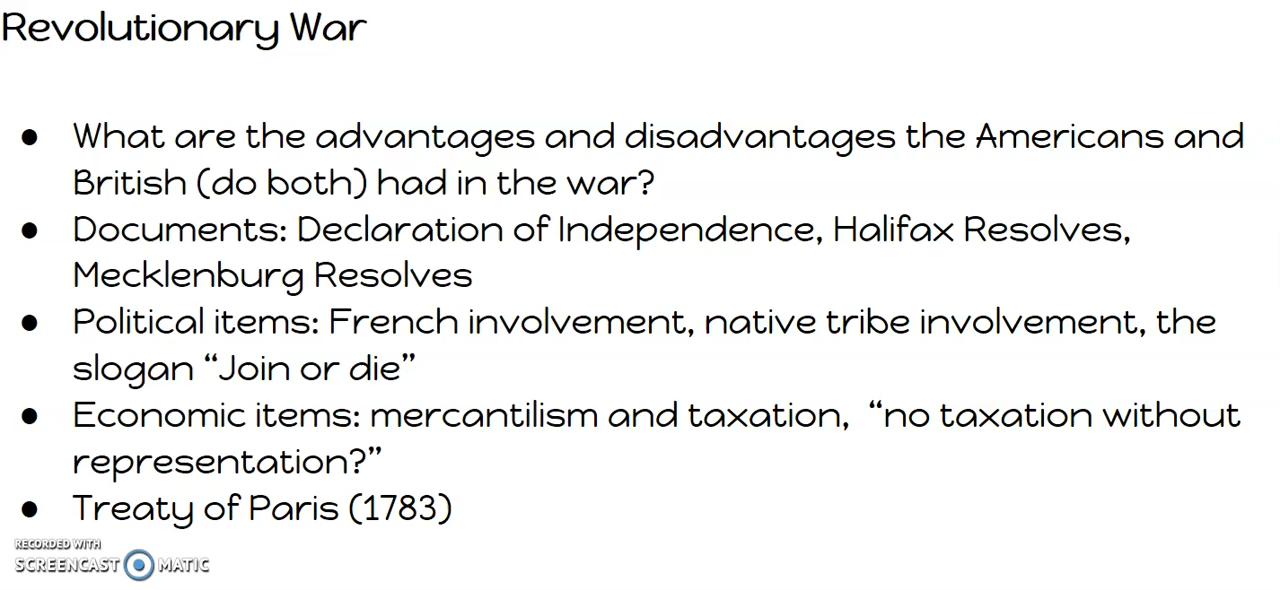 Revolutionary War
● What are the advantages and disadvantages the Americans and
British (do both) had in the war?
● Documents: Declaration of Independence, Halifax Resolves,
Mecklenburg Resolves
● Political items: French involvement, native tribe involvement, the
slogan “Join or die”
● Economic items: mercantilism and taxation, “no taxation without
representation?”
● Treaty of Paris (1783)
RECORDED WITH
SCREENCAST MATIC